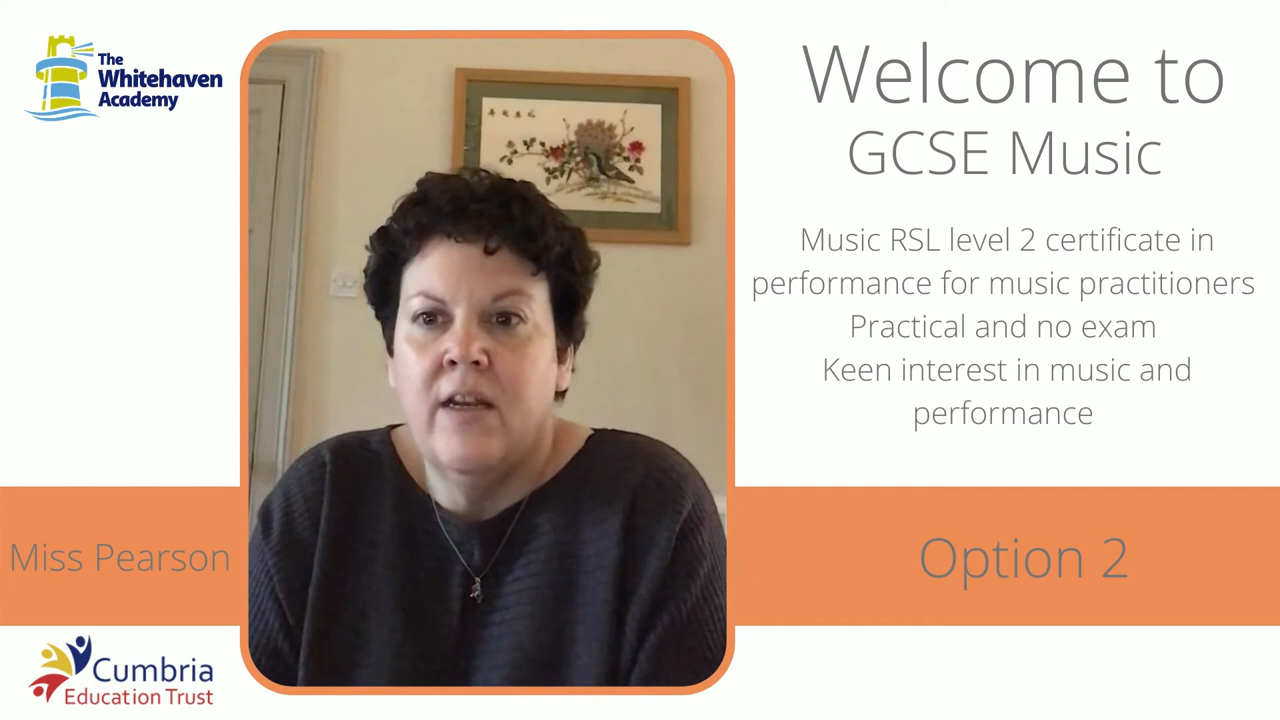 The
Whitehaven
Academy
Welcome to
GCSE Music
Music RSL level 2 certificate in
performance for music practitioners
Practical and no exam
Keen interest in music and
performance
Miss Pearson
Option 2
Cumbria
Education Trust